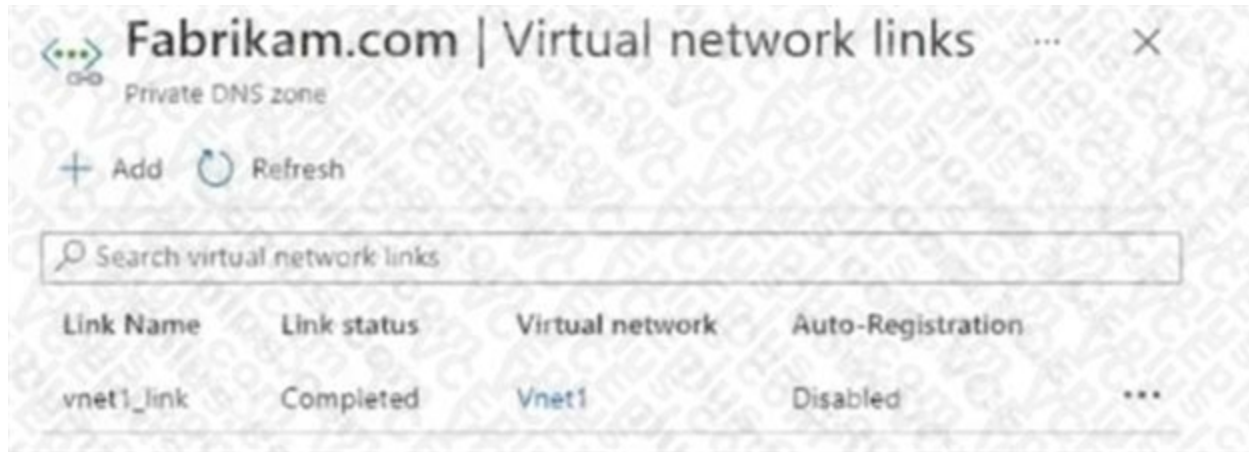 Fabrikam.com | Virtual network links ... ×
Private DNS zone
+ Add Refresh
Search virtual network links
Link Name Link status Virtual network Auto-Registration
vnet1_link Completed Vnet1 Disabled ...